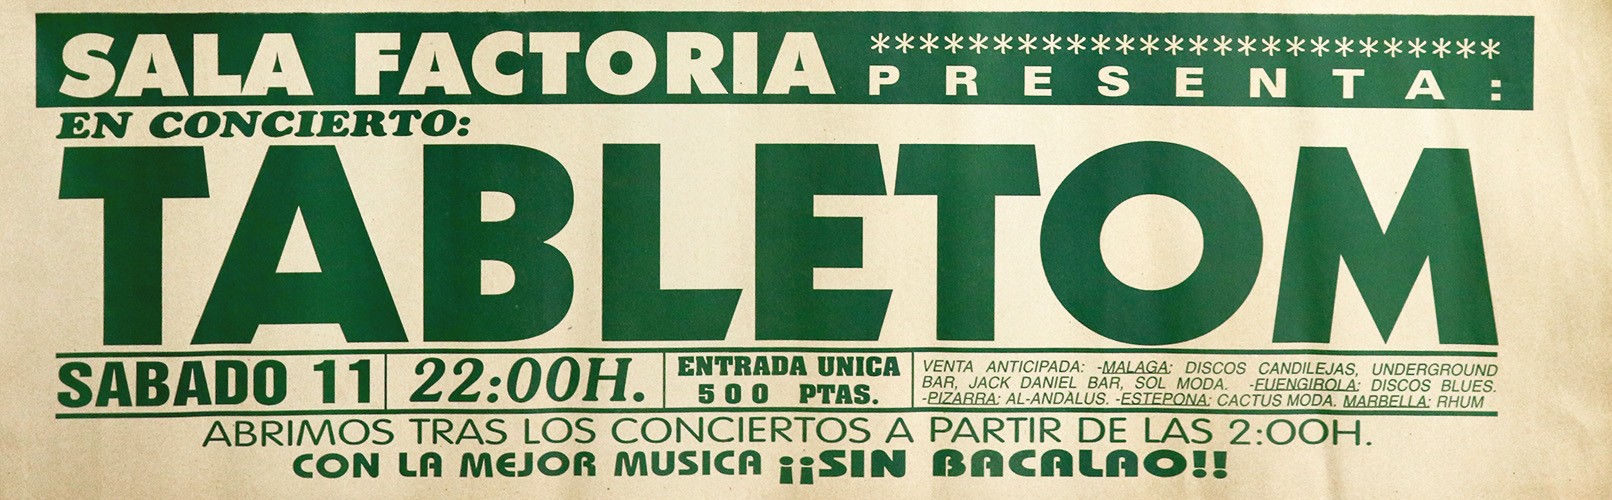 SALA FACTORIA **************************
PRESENTA:
EN CONCIERTO:
TABLETOM
SABADO 11
22:00H.
ENTRADA UNICA
500 PTAS.
VENTA ANTICIPADA: -MALAGA: DISCOS CANDILEJAS, UNDERGROUND
BAR, JACK DANIEL BAR, SOL MODA. -FUENGIROLA: DISCOS BLUES.
-PIZARRA: AL-ANDALUS. -ESTEPONA: CACTUS MODA. MARBELLA: RHUM
ABRIMOS TRAS LOS CONCIERTOS A PARTIR DE LAS 2:00H.
CON LA MEJOR MUSICA ¡¡SIN BACALAO!!